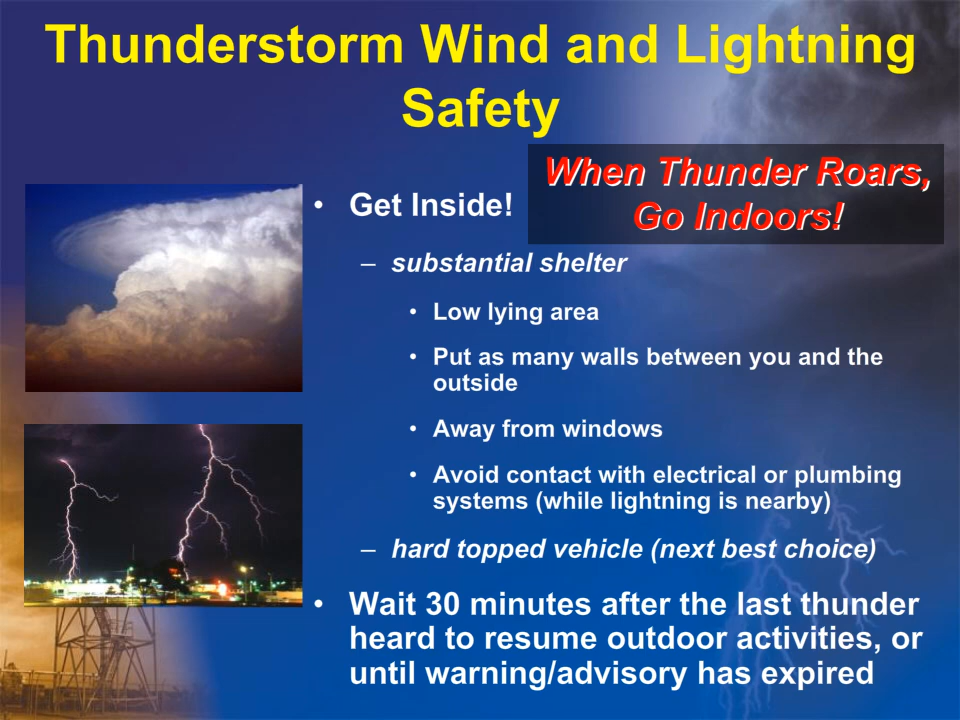 Thunderstorm Wind and Lightning
Safety
When Thunder Roars,
Go Indoors!
• Get Inside!
– substantial shelter
• Low lying area
• Put as many walls between you and the
outside
• Away from windows
• Avoid contact with electrical or plumbing
systems (while lightning is nearby)
– hard topped vehicle (next best choice)
• Wait 30 minutes after the last thunder
heard to resume outdoor activities, or
until warning/advisory has expired